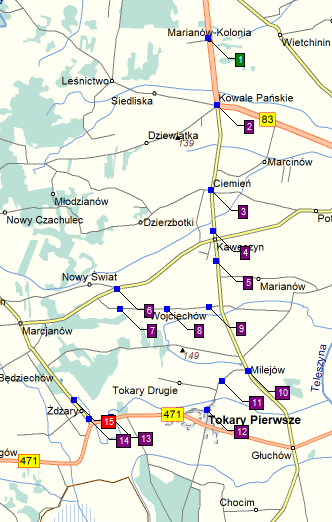 Marianów-Kolonia
Wietchinin
1
Leśnictwo
Siedliska
Kowale Pańskie
83
2
Dziewiątka
139
Marcinów
Ciemień
Młodzianów
3
Nowy Czachulec
Dzierzbotki
Kawęczyn
4
5
Nowy Świat
Marianów
6
Wojciechów
9
7
8
Marcjanów
149
Milejów
Teleszyna
Będziechów
Tokary Drugie
10
11
Żdżary
15
471
Tokary Pierwsze
12
14
13
471
Głuchów
Chocim